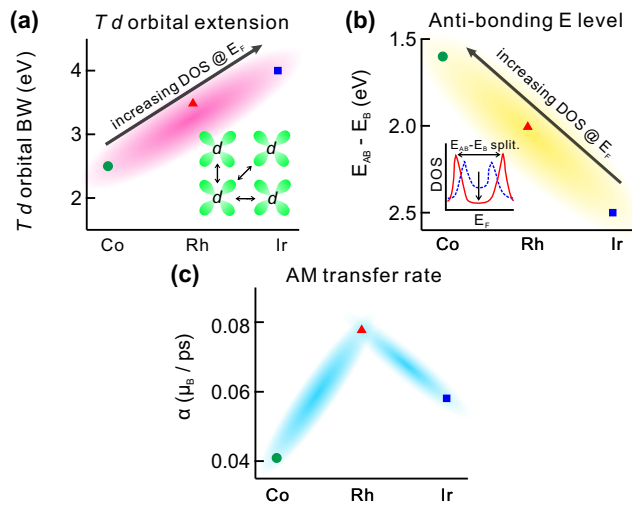 (a)
T d orbital extension
T d orbital BW (eV)
4
3
2
increasing DOS @ E_F
d d
d d
Co Rh Ir
(b)
Anti-bonding E level
E_AB - E_B (eV)
1.5
2.0
2.5
increasing DOS @ E_F
E_AB-E_B split.
DOS
E_F
Co Rh Ir
(c)
AM transfer rate
α (μ_B / ps)
0.08
0.06
0.04
Co Rh Ir